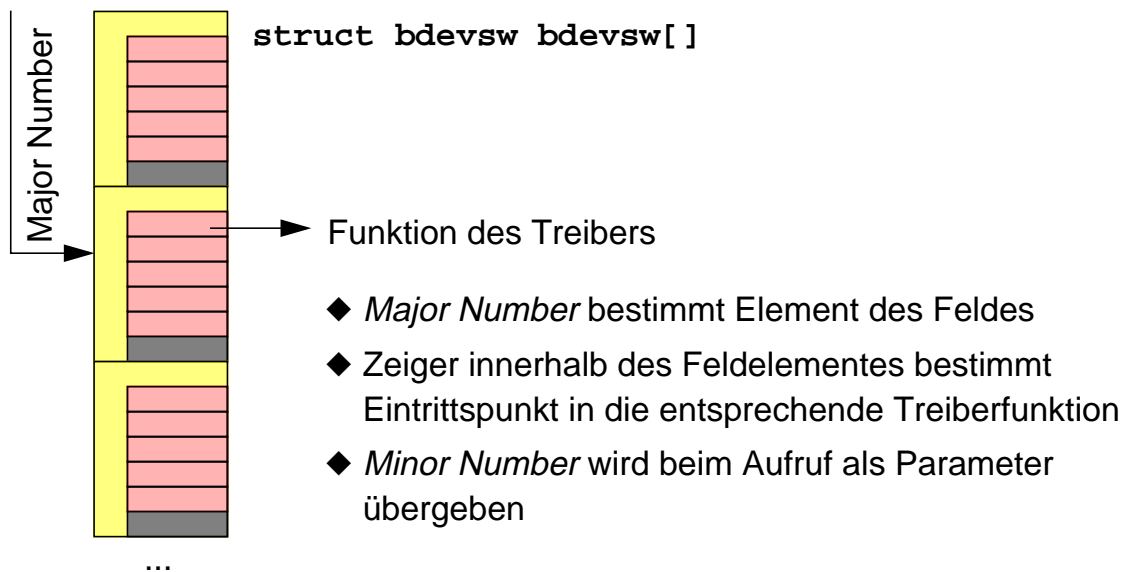 struct bdevsw bdevsw[]
Major Number
Funktion des Treibers
◆ Major Number bestimmt Element des Feldes
◆ Zeiger innerhalb des Feldelementes bestimmt
Eintrittspunkt in die entsprechende Treiberfunktion
◆ Minor Number wird beim Aufruf als Parameter
übergeben
...